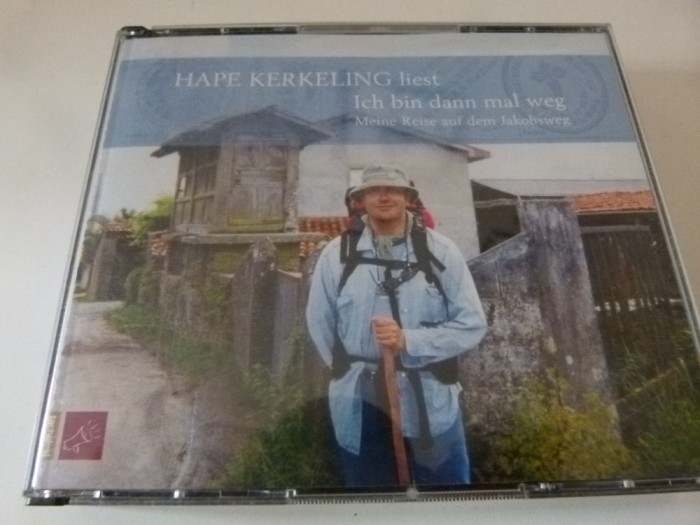 HAPE KERKELING liest
Ich bin dann mal weg
Meine Reise auf dem Jakobsweg